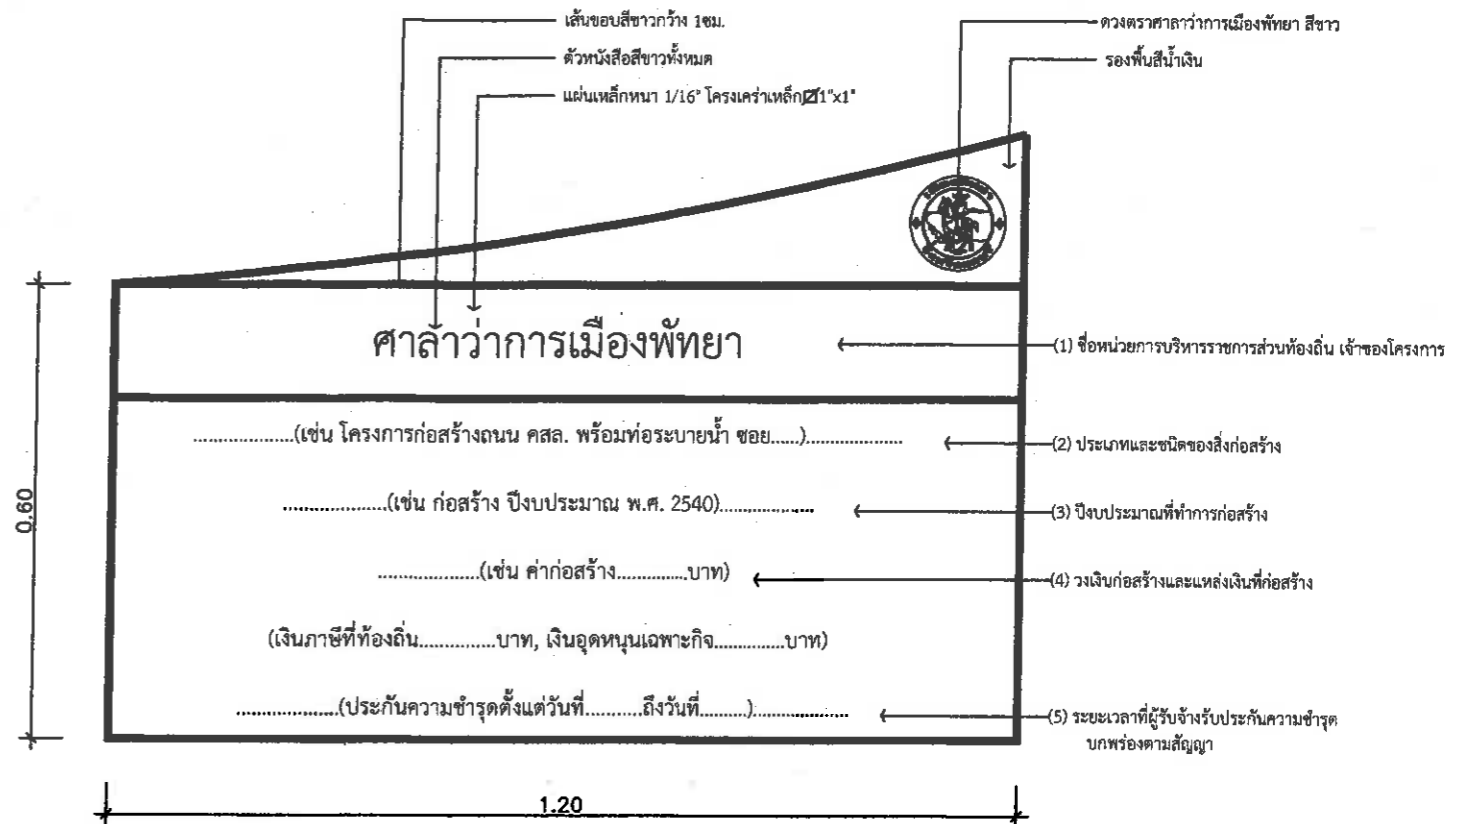 เส้นขอบสีขาวกว้าง 1ซม.
ดวงตราศาลาว่าการเมืองพัทยา สีขาว
ตัวหนังสือสีขาวทั้งหมด
รองพื้นสีน้ำเงิน
แผ่นเหล็กหนา 1/16" โครงเคร่าเหล็ก 1"x1"
ศาลาว่าการเมืองพัทยา
(1) ชื่อหน่วยการบริหารราชการส่วนท้องถิ่น เจ้าของโครงการ
....................(เช่น โครงการก่อสร้างถนน คสล. พร้อมท่อระบายน้ำ ซอย......)...................
(2) ประเภทและชนิดของสิ่งก่อสร้าง
....................(เช่น ก่อสร้าง ปีงบประมาณ พ.ศ. 2540)...................
(3) ปีงบประมาณที่ทำการก่อสร้าง
....................(เช่น ค่าก่อสร้าง..............บาท)
(4) วงเงินก่อสร้างและแหล่งเงินที่ก่อสร้าง
(เงินภาษีที่ท้องถิ่น...............บาท, เงินอุดหนุนเฉพาะกิจ..............บาท)
....................(ประกันความชำรุดตั้งแต่วันที่...........ถึงวันที่.........)...................
(5) ระยะเวลาที่ผู้รับจ้างรับประกันความชำรุด
บกพร่องตามสัญญา
0.60
1.20